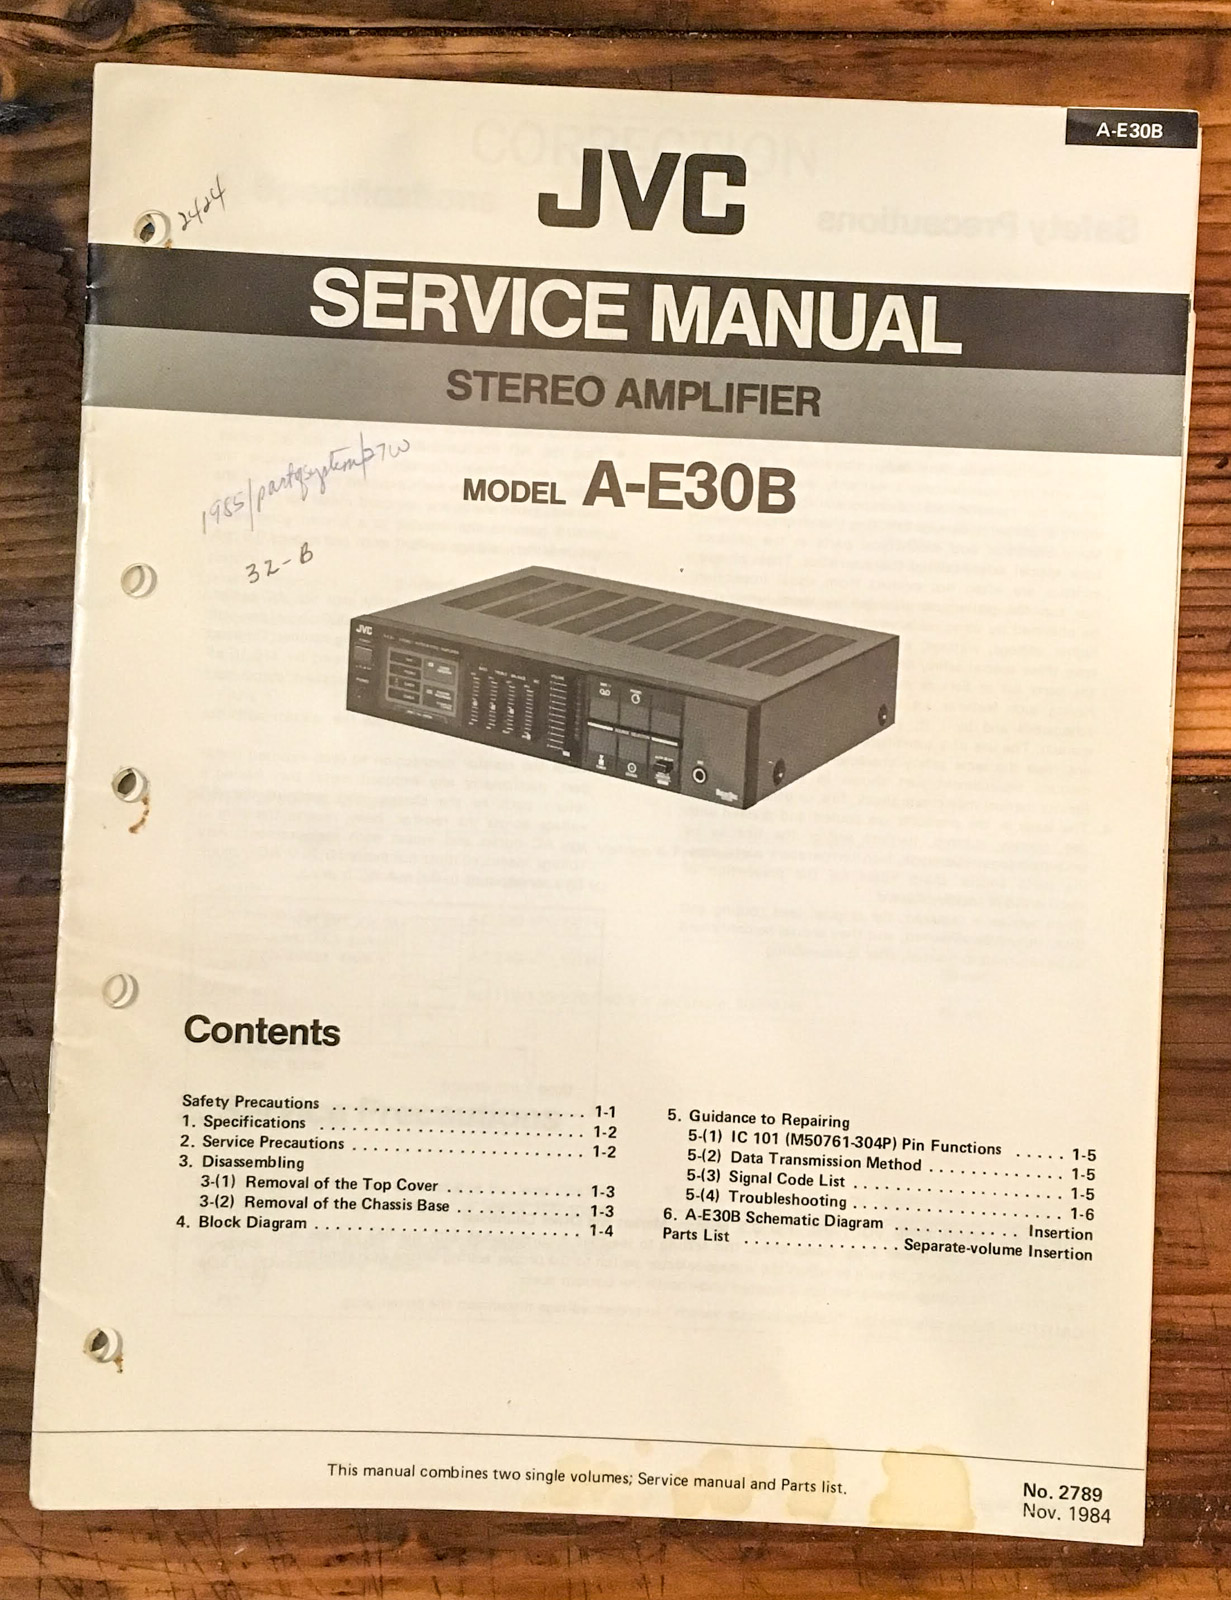 A-E30B
JVC
2424
SERVICE MANUAL
STEREO AMPLIFIER
MODEL A-E30B
1985/
32-B
JVC
VOLUME
SOURCE SELECTION
Contents
Safety Precautions . . . . . . . . . . . . . . . . . . . . . . . . 1-1
1. Specifications . . . . . . . . . . . . . . . . . . . . . . . . . 1-2
2. Service Precautions . . . . . . . . . . . . . . . . . . . . . . 1-2
3. Disassembling
3-(1) Removal of the Top Cover . . . . . . . . . . . . . 1-3
3-(2) Removal of the Chassis Base . . . . . . . . . . . . 1-3
4. Block Diagram . . . . . . . . . . . . . . . . . . . . . . . . . 1-4
5. Guidance to Repairing
5-(1) IC 101 (M50761-304P) Pin Functions . . . . . 1-5
5-(2) Data Transmission Method . . . . . . . . . . . . 1-5
5-(3) Signal Code List . . . . . . . . . . . . . . . . . . . . 1-5
5-(4) Troubleshooting . . . . . . . . . . . . . . . . . . . . 1-6
6. A-E30B Schematic Diagram . . . . . . . . . . . . Insertion
Parts List . . . . . . . . . . . . . . . Separate-volume Insertion
This manual combines two single volumes; Service manual and Parts list.
No. 2789
Nov. 1984